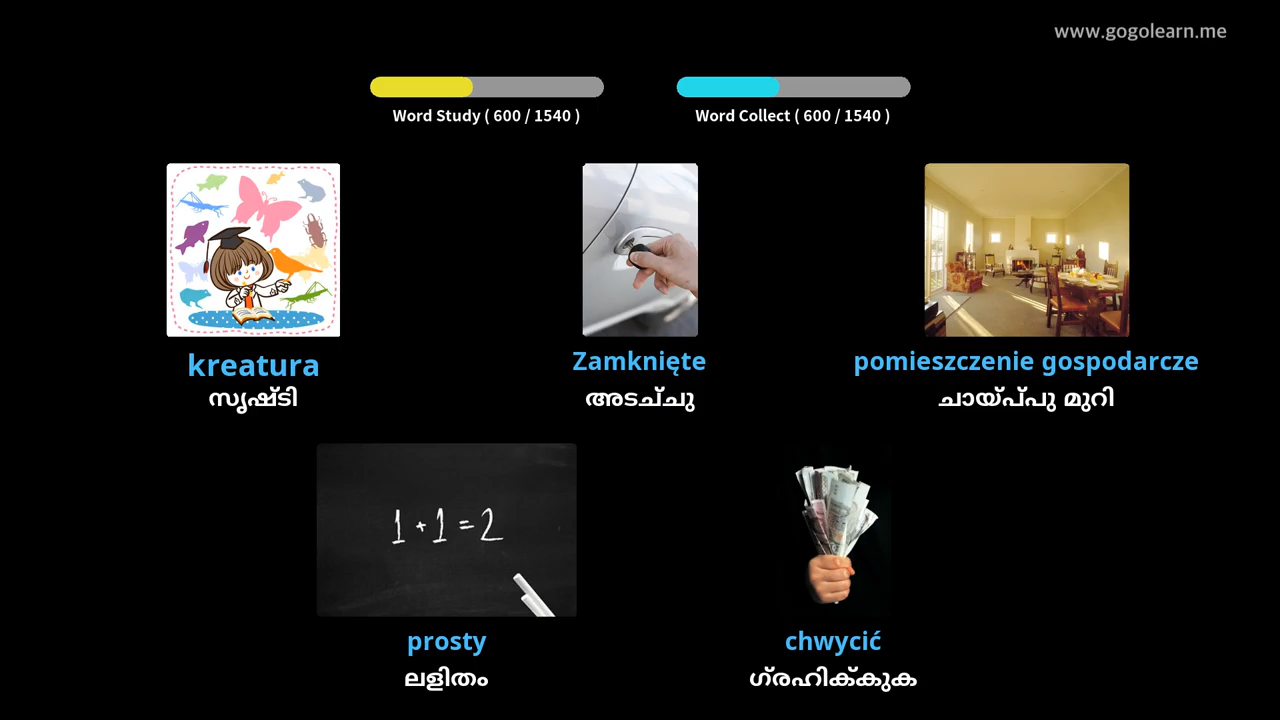 www.gogolearn.me
Word Study ( 600 / 1540 )
Word Collect ( 600 / 1540 )
kreatura
സൃഷ്ടി
Zamknięte
അടച്ചു
pomieszczenie gospodarcze
ചായ്പ്പു മുറി
1 + 1 = 2
prosty
ലളിതം
chwycić
ഗ്രഹിക്കുക